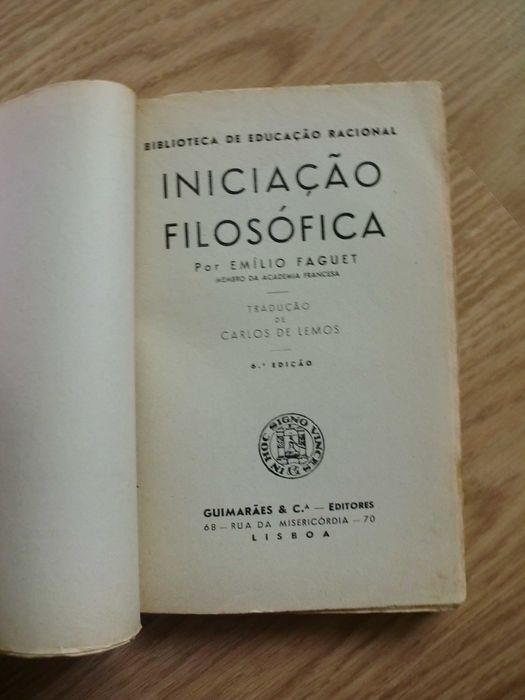 BIBLIOTECA DE EDUCAÇÃO RACIONAL
INICIAÇÃO
FILOSÓFICA
Por EMÍLIO FAGUET
MEMBRO DA ACADEMIA FRANCESA
TRADUÇÃO
DE
CARLOS DE LEMOS
6.ª EDIÇÃO
IN HOC SIGNO VINCES
GUIMARÃES & C.ª — EDITORES
68 — RUA DA MISERICÓRDIA — 70
LISBOA